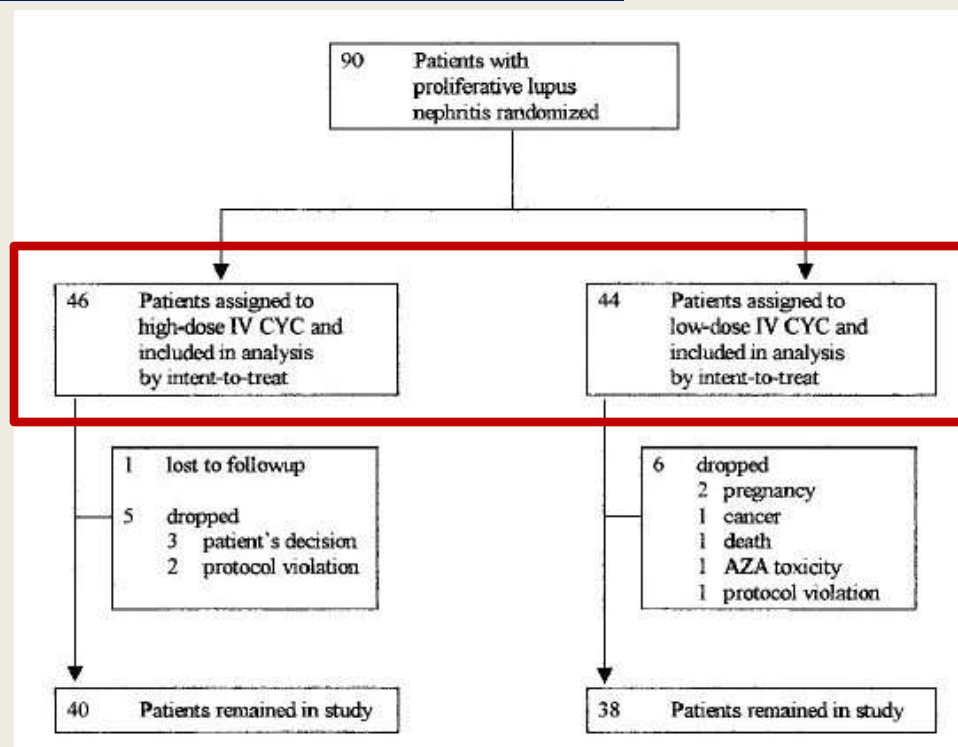 90 Patients with
proliferative lupus
nephritis randomized
46 Patients assigned to
high-dose IV CYC and
included in analysis
by intent-to-treat
44 Patients assigned to
low-dose IV CYC and
included in analysis
by intent-to-treat
1 lost to followup
5 dropped
3 patient's decision
2 protocol violation
6 dropped
2 pregnancy
1 cancer
1 death
1 AZA toxicity
1 protocol violation
40 Patients remained in study
38 Patients remained in study